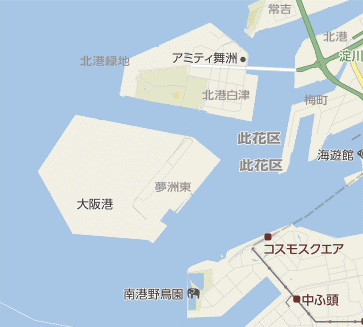 常吉
北港
アミティ舞洲
淀川
北港緑地
北港白津
梅町
此花区
海遊館
此花区
夢洲東
大阪港
コスモスクエア
南港野鳥園
中ふ頭